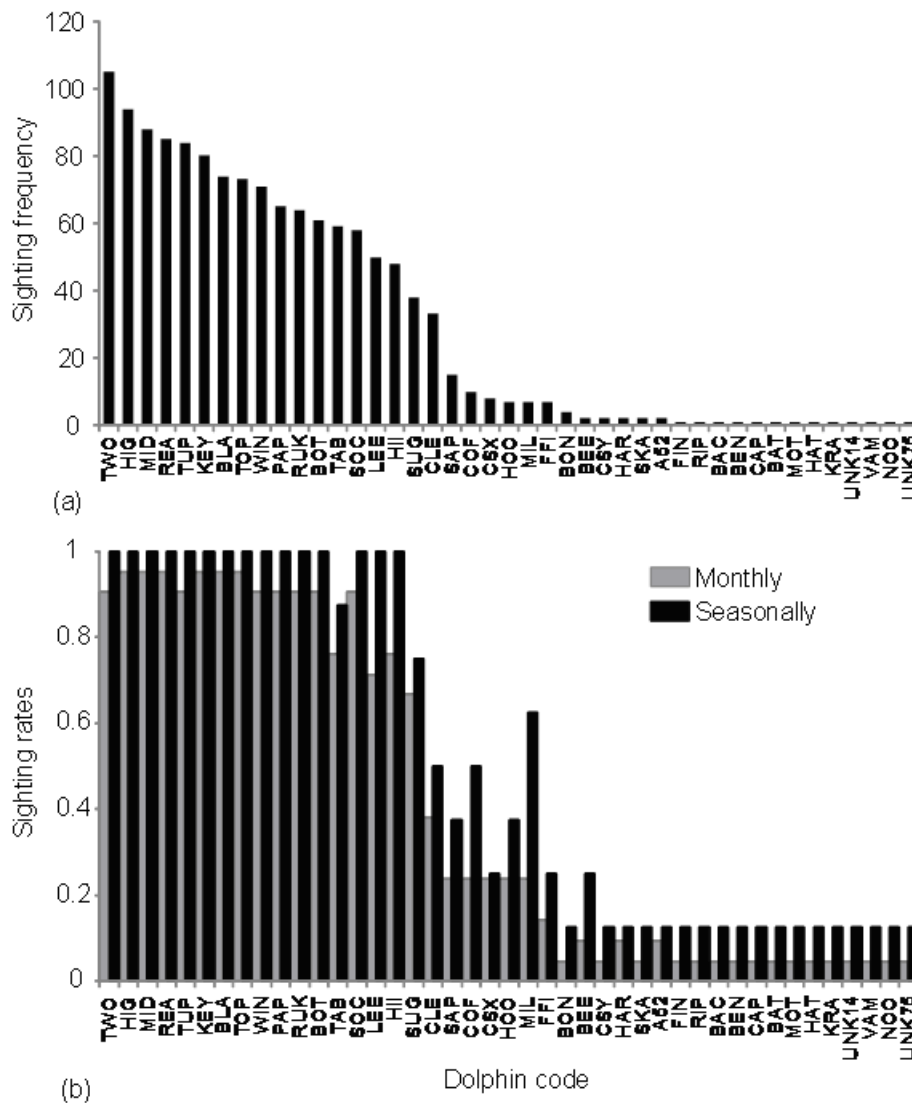 120
100
80
60
40
20
0
Sighting frequency
TWO HIG MID REA TUP KEY BLA TOP WIN PAP RUK BOT TAB SOC LEE HII SUG CLE SAP COF CSX HOO MIL FFI BON BEE CSY HAR SKA A52 FIN RIP BAC BEN CAP BAT MOT HAT KRA UNK14 VAM NOO UNK75
(a)
1
0.8
0.6
0.4
0.2
0
Sighting rates
Monthly
Seasonally
TWO HIG MID REA TUP KEY BLA TOP WIN PAP RUK BOT TAB SOC LEE HII SUG CLE SAP COF CSX HOO MIL FFI BON BEE CSY HAR SKA A52 FIN RIP BAC BEN CAP BAT MOT HAT KRA UNK14 VAM NOO UNK75
Dolphin code
(b)